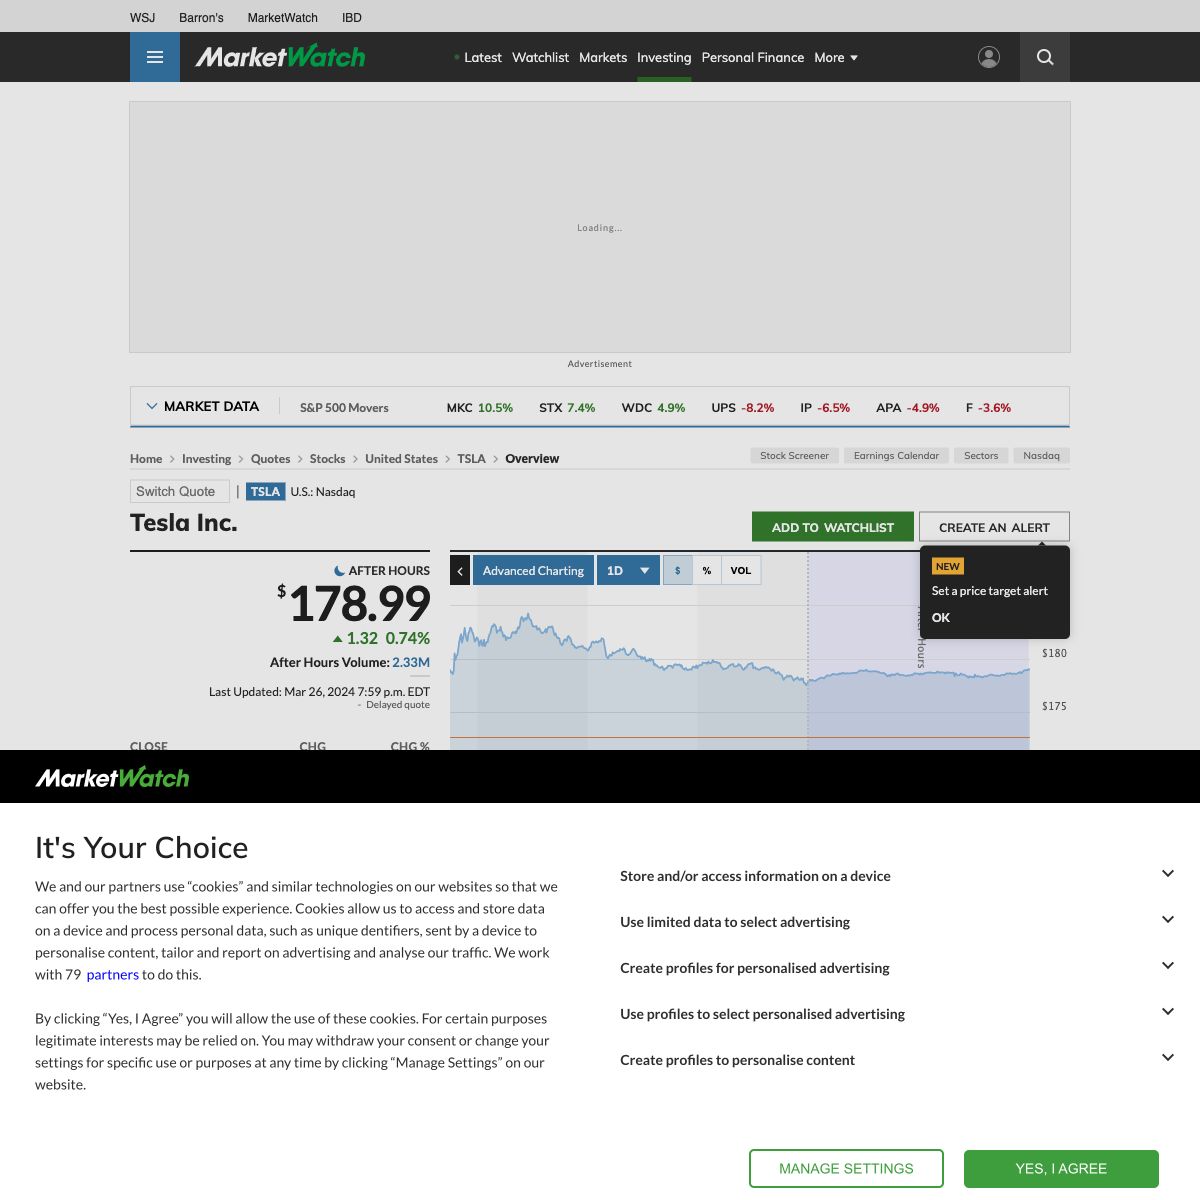 WSJ Barron's MarketWatch IBD
MarketWatch
Latest Watchlist Markets Investing Personal Finance More
Loading...
Advertisement
MARKET DATA S&P 500 Movers MKC 10.5% STX 7.4% WDC 4.9% UPS -8.2% IP -6.5% APA -4.9% F -3.6%
Home > Investing > Quotes > Stocks > United States > TSLA > Overview
Stock Screener Earnings Calendar Sectors Nasdaq
Switch Quote | TSLA U.S.: Nasdaq
Tesla Inc.
ADD TO WATCHLIST CREATE AN ALERT
NEW
Set a price target alert
OK
AFTER HOURS
$178.99
1.32 0.74%
After Hours Volume: 2.33M
Last Updated: Mar 26, 2024 7:59 p.m. EDT
- Delayed quote
Advanced Charting 1D $ % VOL
Hours
$180
$175
CLOSE CHG CHG %
MarketWatch
It's Your Choice
We and our partners use “cookies” and similar technologies on our websites so that we
can offer you the best possible experience. Cookies allow us to access and store data
on a device and process personal data, such as unique dentifiers, sent by a device to
personalise content, tailor and report on advertising and analyse our traffic. We work
with 79 partners to do this.
By clicking “Yes, I Agree” you will allow the use of these cookies. For certain purposes
legitimate interests may be relied on. You may withdraw your consent or change your
settings for specific use or purposes at any time by clicking “Manage Settings” on our
website.
Store and/or access information on a device
Use limited data to select advertising
Create profiles for personalised advertising
Use profiles to select personalised advertising
Create profiles to personalise content
MANAGE SETTINGS YES, I AGREE